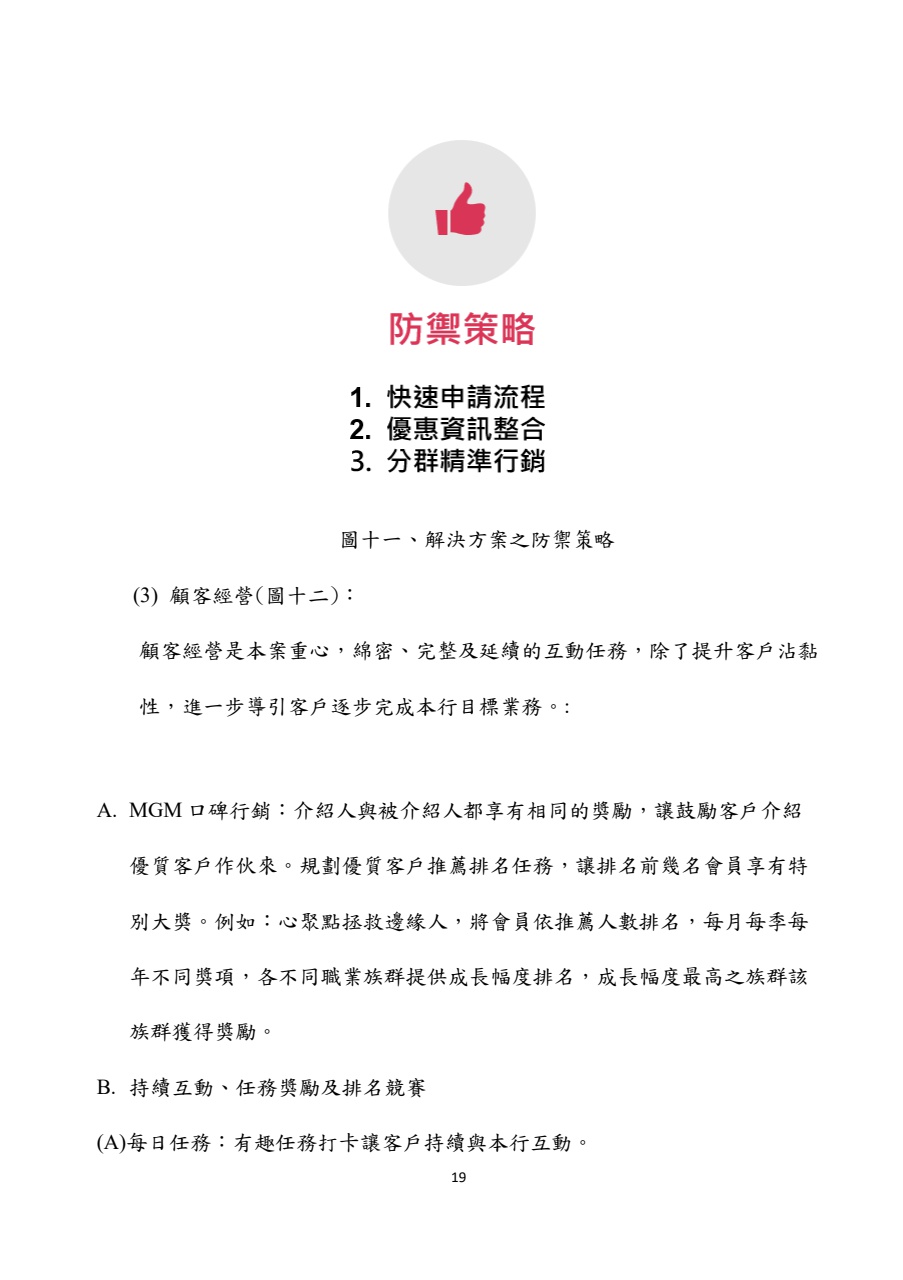 防禦策略
1. 快速申請流程
2. 優惠資訊整合
3. 分群精準行銷
圖十一、解決方案之防禦策略
(3) 顧客經營(圖十二)：
顧客經營是本案重心，綿密、完整及延續的互動任務，除了提升客戶沾黏
性，進一步導引客戶逐步完成本行目標業務。:
A. MGM 口碑行銷：介紹人與被介紹人都享有相同的獎勵，讓鼓勵客戶介紹
優質客戶作伙來。規劃優質客戶推薦排名任務，讓排名前幾名會員享有特
別大獎。例如：心聚點拯救邊緣人，將會員依推薦人數排名，每月每季每
年不同獎項，各不同職業族群提供成長幅度排名，成長幅度最高之族群該
族群獲得獎勵。
B. 持續互動、任務獎勵及排名競賽
(A)每日任務：有趣任務打卡讓客戶持續與本行互動。
19